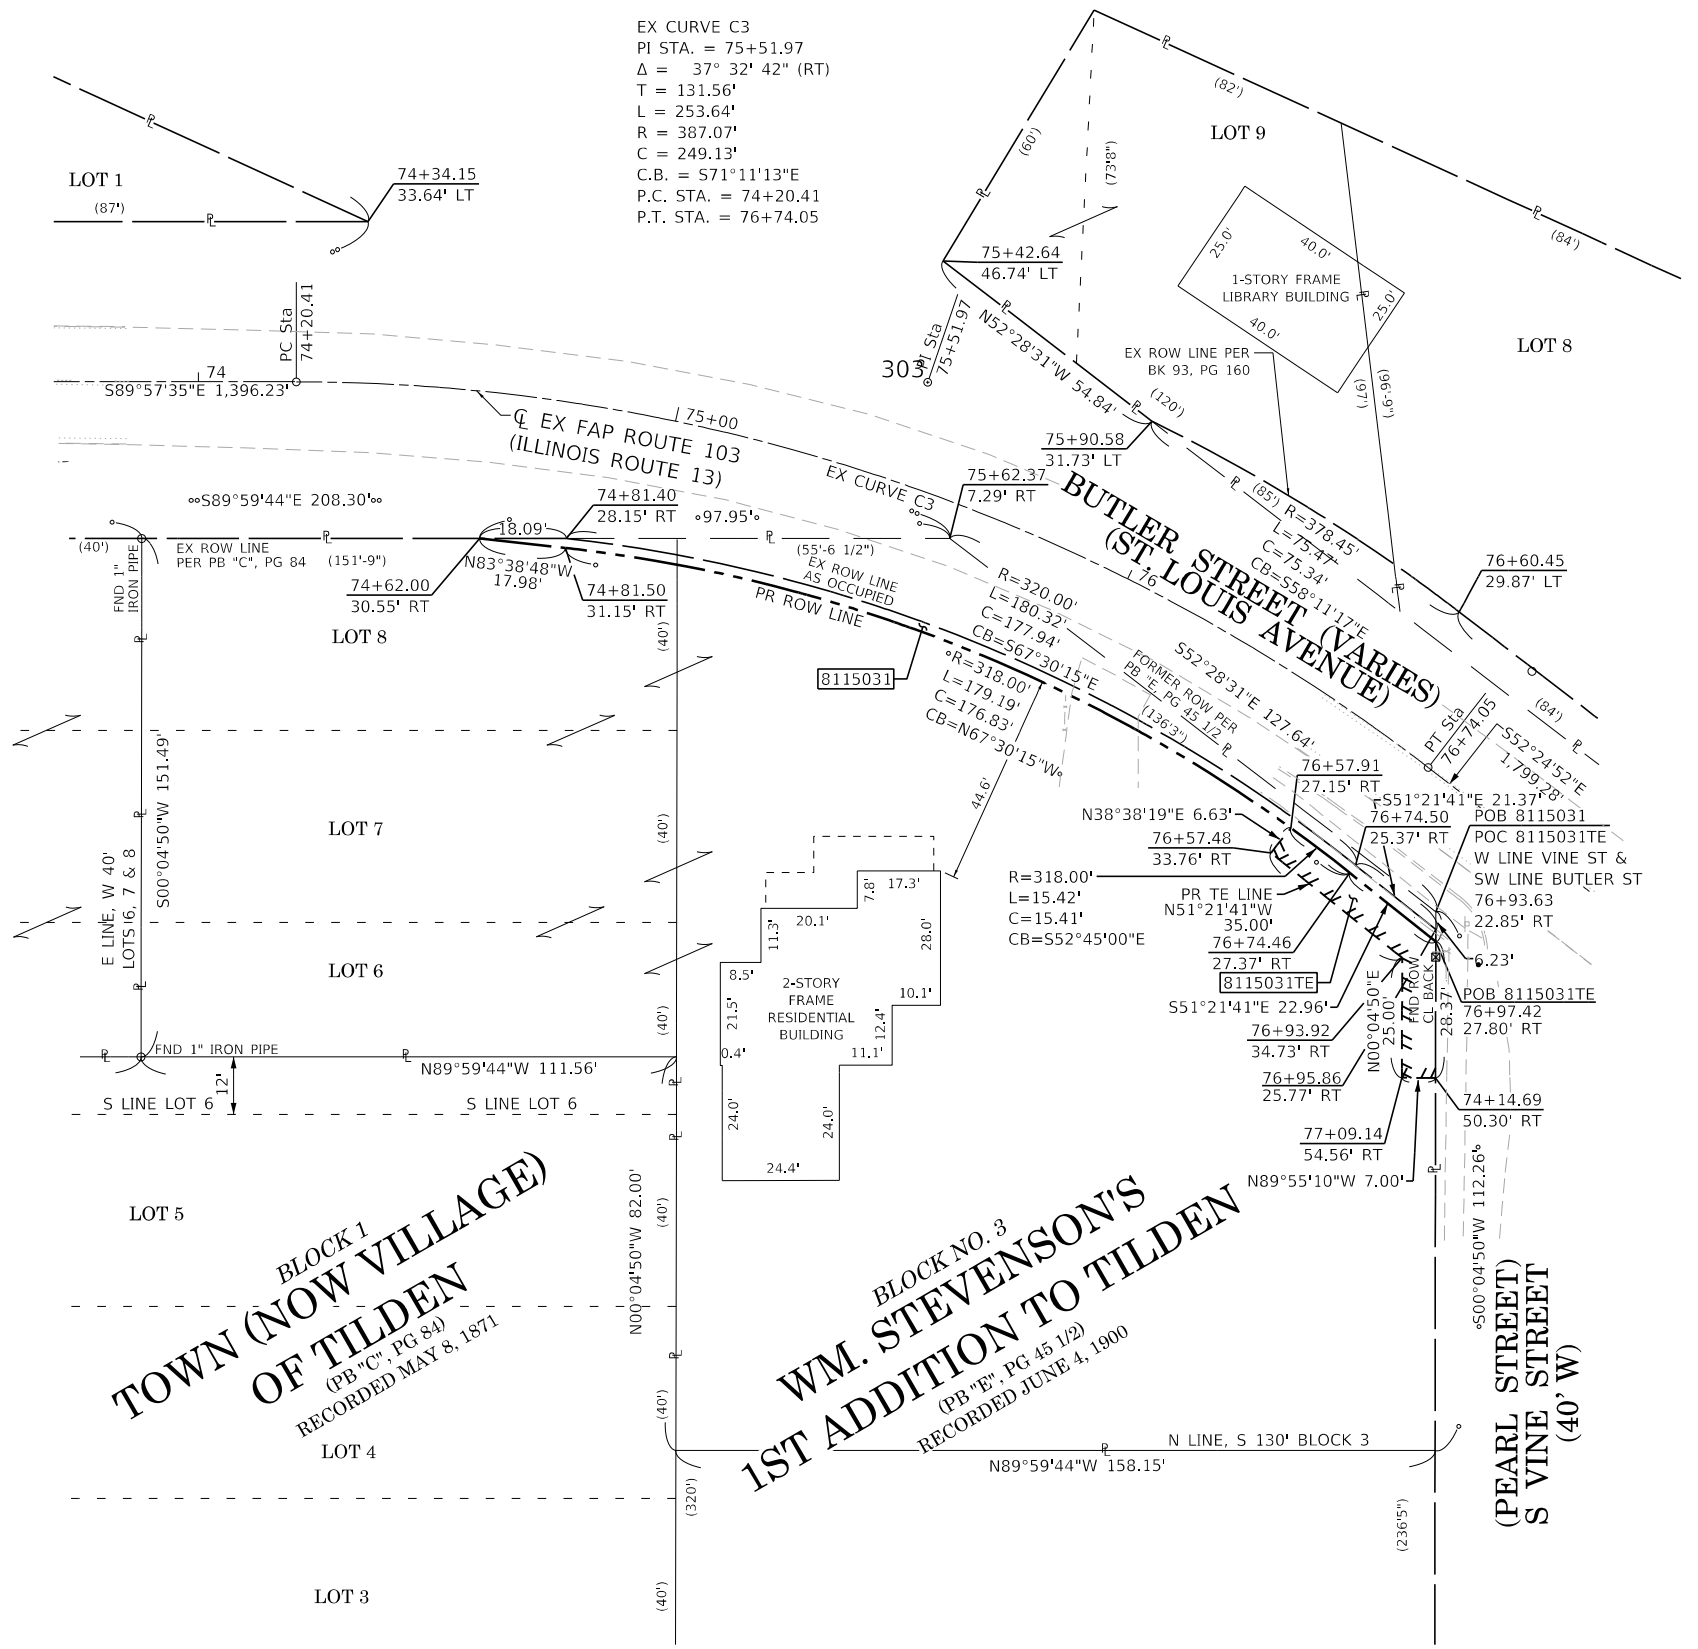 EX CURVE C3
PI STA. = 75+51.97
Δ = 37° 32' 42" (RT)
T = 131.56'
L = 253.64'
R = 387.07'
C = 249.13'
C.B. = S71°11'13"E
P.C. STA. = 74+20.41
P.T. STA. = 76+74.05
LOT 1
(87')
74+34.15
33.64' LT
(82')
LOT 9
(60')
(73'8")
(84')
25.0'
40.0'
1-STORY FRAME
LIBRARY BUILDING
40.0'
25.0'
LOT 8
75+42.64
46.74' LT
PI Sta
75+51.97
303
N52°28'31"W 54.84'
(120')
EX ROW LINE PER
BK 93, PG 160
(97')
(96'-9")
PC Sta
74+20.41
74
S89°57'35"E 1,396.23'
℄ EX FAP ROUTE 103
(ILLINOIS ROUTE 13)
75+00
EX CURVE C3
75+90.58
31.73' LT
75+62.37
7.29' RT
BUTLER STREET (VARIES)
(ST. LOUIS AVENUE)
(85')
R=378.45'
L=75.47'
C=75.34'
CB=S58°11'17"E
76+60.45
29.87' LT
(84')
S89°59'44"E 208.30'
74+81.40
28.15' RT
97.95'
18.09'
(40')
FND 1"
IRON PIPE
EX ROW LINE
PER PB "C", PG 84
(151'-9")
N83°38'48"W
17.98'
74+62.00
30.55' RT
74+81.50
31.15' RT
(55'-6 1/2")
EX ROW LINE
AS OCCUPIED
PR ROW LINE
LOT 8
(40')
8115031
R=320.00'
L=180.32'
C=177.94'
CB=S67°30'15"E
R=318.00'
L=179.19'
C=176.83'
CB=N67°30'15"W
76
FORMER ROW PER
PB "E, PG 45 1/2
(136'3")
S52°28'31"E 127.64'
PT Sta
76+74.05
S52°24'52"E
1,799.28'
44.6'
76+57.91
27.15' RT
S51°21'41"E 21.37'
76+74.50
25.37' RT
POB 8115031
POC 8115031TE
W LINE VINE ST &
SW LINE BUTLER ST
76+93.63
22.85' RT
N38°38'19"E 6.63'
76+57.48
33.76' RT
R=318.00'
L=15.42'
C=15.41'
CB=S52°45'00"E
PR TE LINE
N51°21'41"W
35.00'
76+74.46
27.37' RT
8115031TE
S51°21'41"E 22.96'
6.23'
POB 8115031TE
76+97.42
27.80' RT
76+93.92
34.73' RT
76+95.86
25.77' RT
N00°04'50"E
25.00'
FND ROW
CL BACK
28.37'
74+14.69
50.30' RT
77+09.14
54.56' RT
N89°55'10"W 7.00'
S00°04'50"W 112.26'
E LINE, W 40'
LOTS 6, 7 & 8
S00°04'50"W 151.49'
LOT 7
(40')
LOT 6
(40')
FND 1" IRON PIPE
N89°59'44"W 111.56'
12'
S LINE LOT 6
S LINE LOT 6
17.3'
7.8'
20.1'
11.3'
28.0'
8.5'
2-STORY
FRAME
RESIDENTIAL
BUILDING
10.1'
21.5'
12.4'
0.4'
11.1'
24.0'
24.0'
24.4'
LOT 5
N00°04'50"W 82.00'
(40')
BLOCK 1
TOWN (NOW VILLAGE)
OF TILDEN
(PB "C", PG 84)
RECORDED MAY 8, 1871
BLOCK NO. 3
WM. STEVENSON'S
1ST ADDITION TO TILDEN
(PB "E", PG 45 1/2)
RECORDED JUNE 4, 1900
(PEARL STREET)
S VINE STREET
(40' W)
LOT 4
(40')
N LINE, S 130' BLOCK 3
N89°59'44"W 158.15'
(320')
(236'5")
LOT 3
(40')